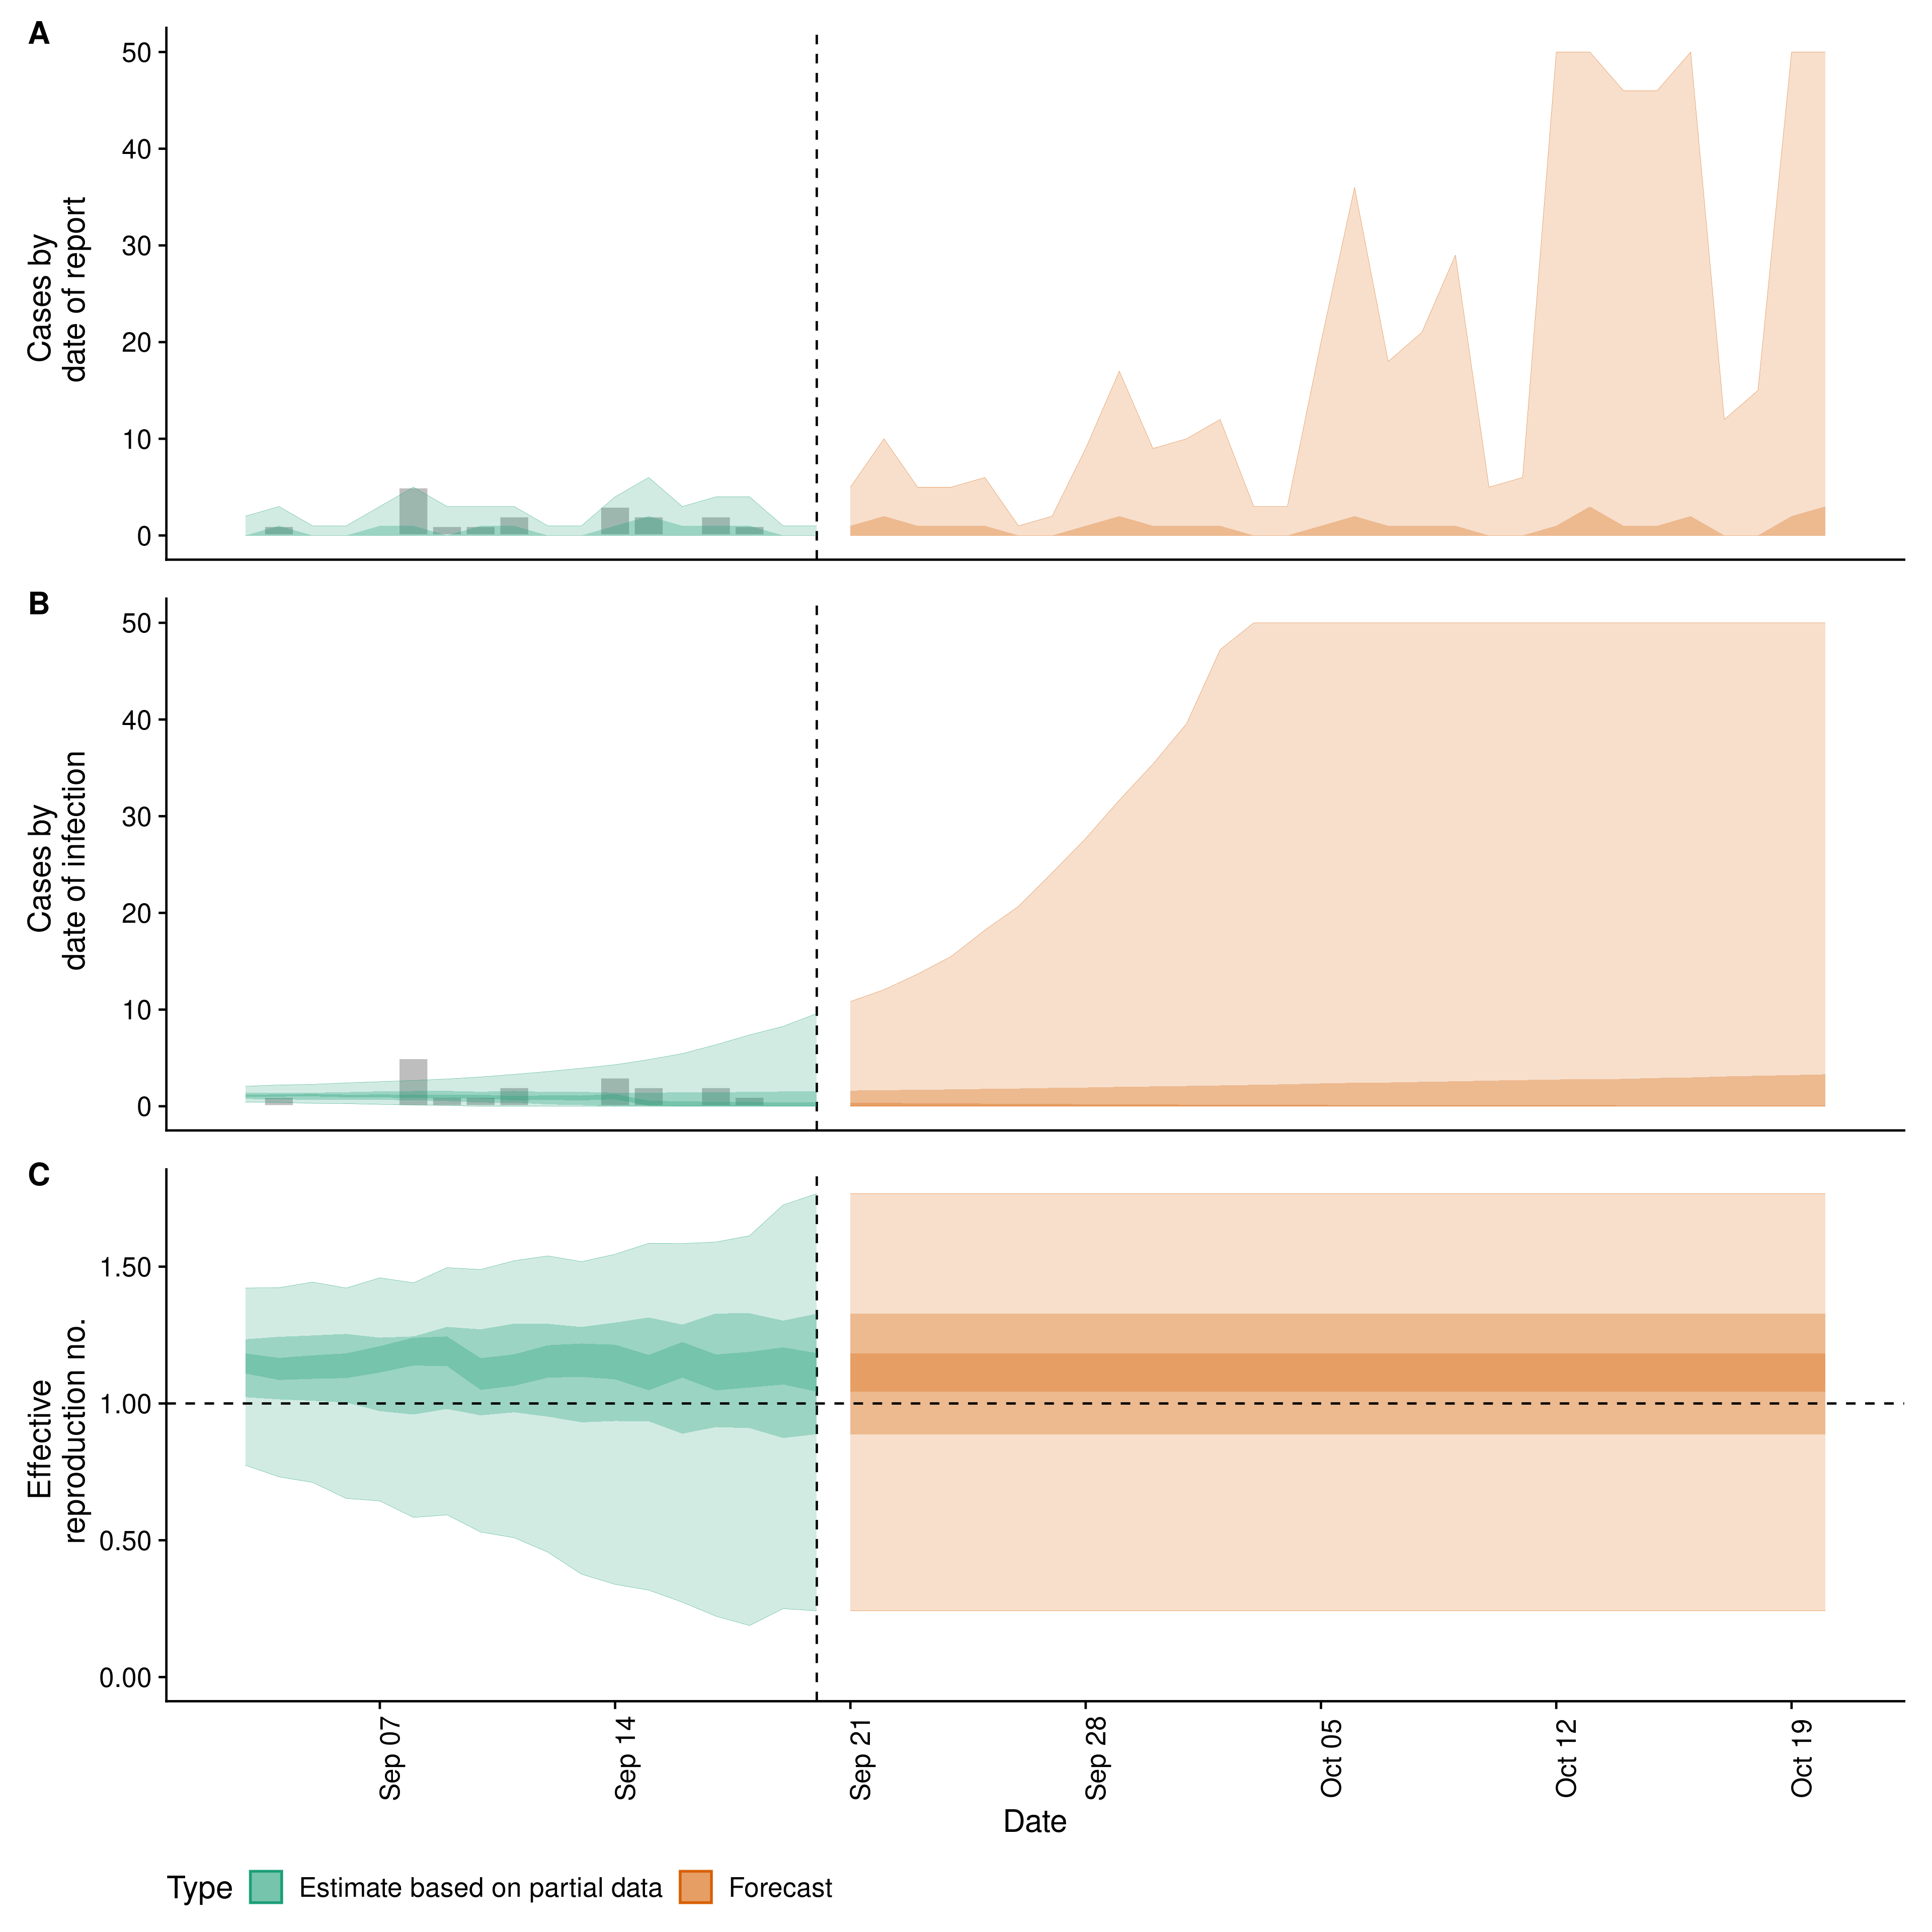 A
50
40
30
20
10
0
Cases by
date of report
B
50
40
30
20
10
0
Cases by
date of infection
C
1.50
1.00
0.50
0.00
Effective
reproduction no.
Sep 07
Sep 14
Sep 21
Sep 28
Oct 05
Oct 12
Oct 19
Date
Type
Estimate based on partial data
Forecast